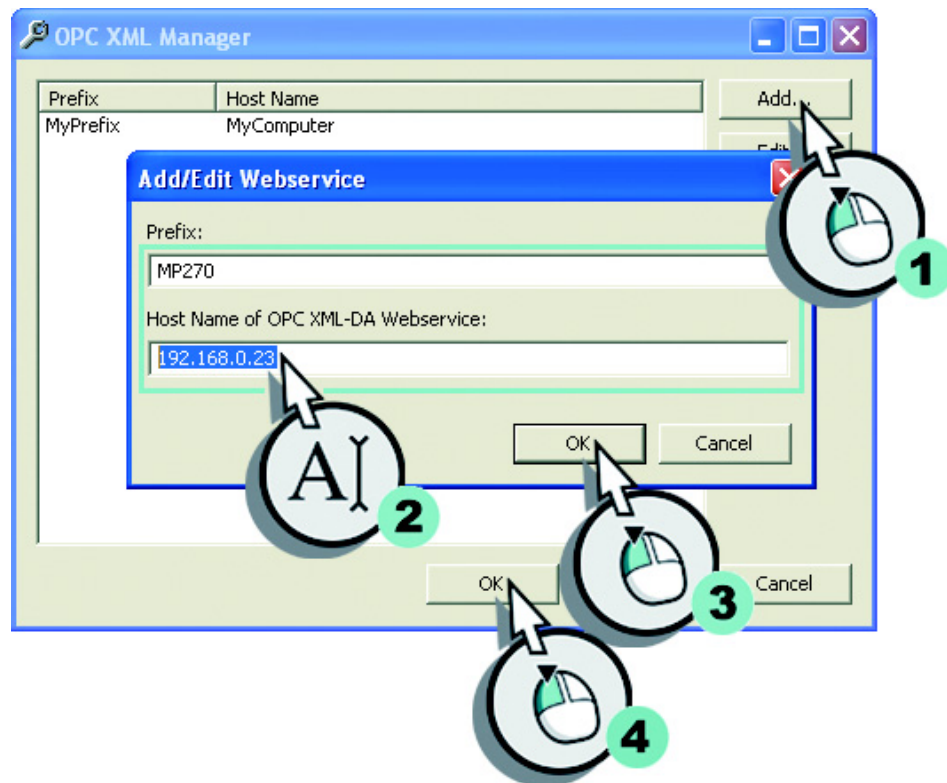 OPC XML Manager
Prefix Host Name
MyPrefix MyComputer
Add...
Edit
Add/Edit Webservice
Prefix:
MP270
Host Name of OPC XML-DA Webservice:
192.168.0.23
OK Cancel
OK Cancel
1
A
2
3
4